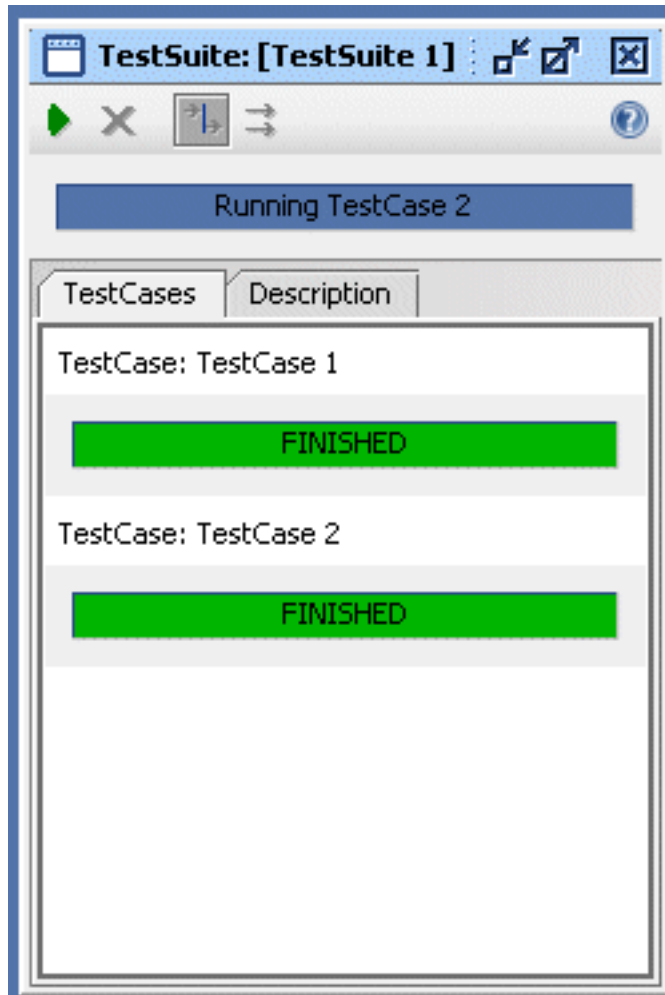 TestSuite: [TestSuite 1]
?
Running TestCase 2
TestCases Description
TestCase: TestCase 1
FINISHED
TestCase: TestCase 2
FINISHED